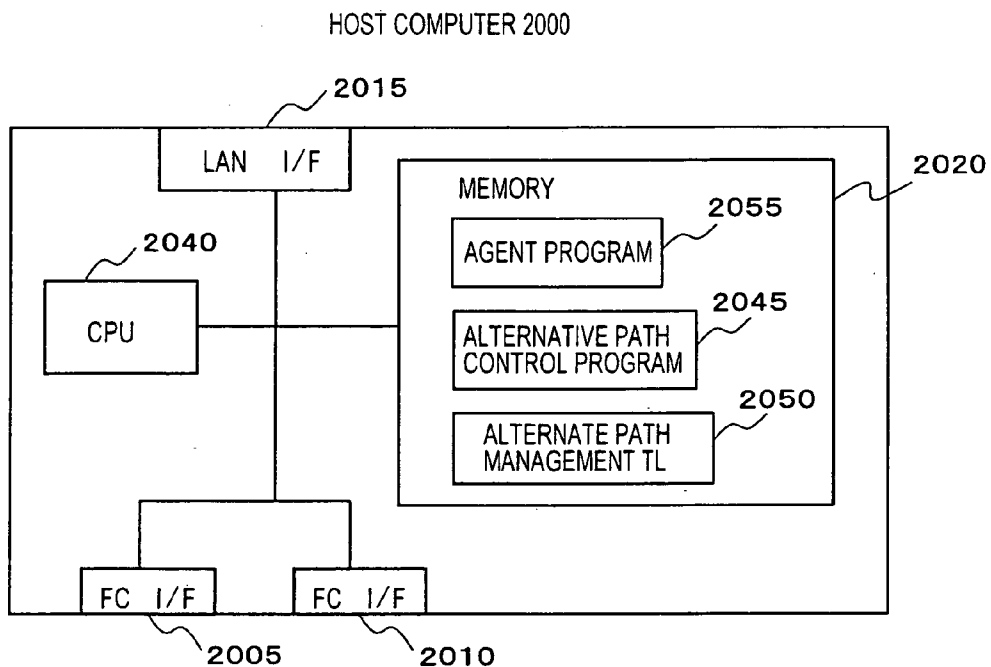 HOST COMPUTER 2000
2015
LAN I/F
2020
MEMORY
2055
AGENT PROGRAM
2040
CPU
2045
ALTERNATIVE PATH
CONTROL PROGRAM
2050
ALTERNATE PATH
MANAGEMENT TL
FC I/F
FC I/F
2005
2010